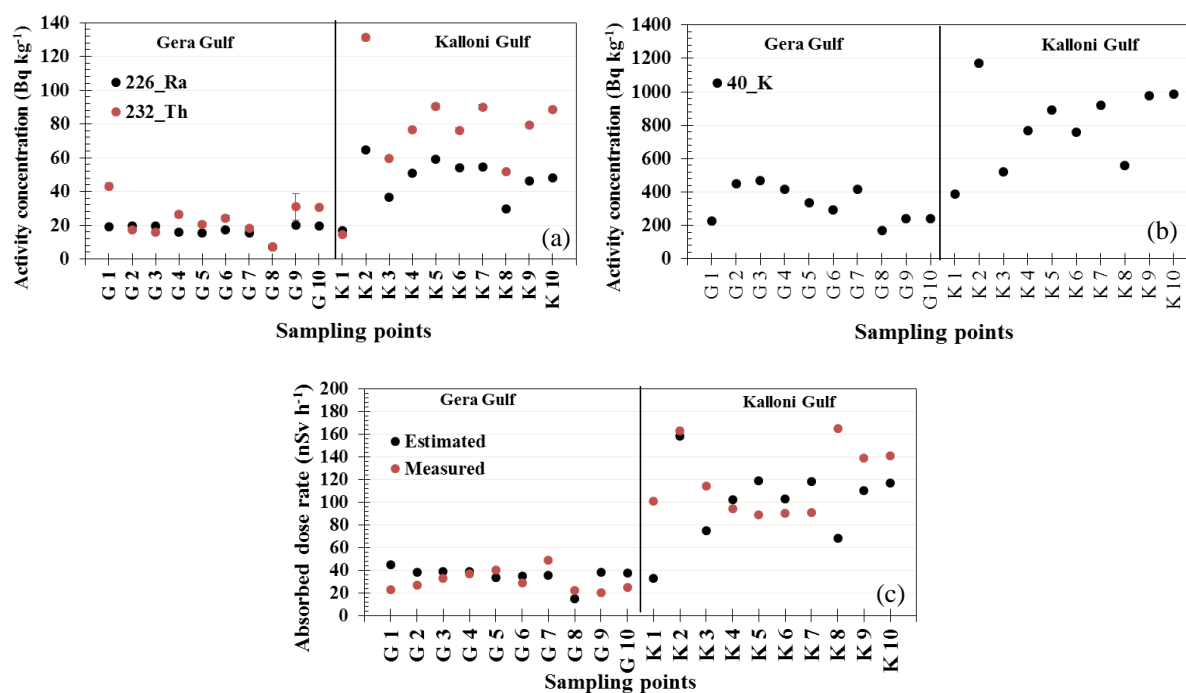 Activity concentration (Bq kg⁻¹)
140
120
100
80
60
40
20
0
Gera Gulf
Kalloni Gulf
226_Ra
232_Th
(a)
G 1 G 2 G 3 G 4 G 5 G 6 G 7 G 8 G 9 G 10 K 1 K 2 K 3 K 4 K 5 K 6 K 7 K 8 K 9 K 10
Sampling points
Activity concentration (Bq kg⁻¹)
1400
1200
1000
800
600
400
200
0
Gera Gulf
Kalloni Gulf
40_K
(b)
G 1 G 2 G 3 G 4 G 5 G 6 G 7 G 8 G 9 G 10 K 1 K 2 K 3 K 4 K 5 K 6 K 7 K 8 K 9 K 10
Sampling points
Absorbed dose rate (nSv h⁻¹)
200
180
160
140
120
100
80
60
40
20
0
Gera Gulf
Kalloni Gulf
Estimated
Measured
(c)
G 1 G 2 G 3 G 4 G 5 G 6 G 7 G 8 G 9 G 10 K 1 K 2 K 3 K 4 K 5 K 6 K 7 K 8 K 9 K 10
Sampling points